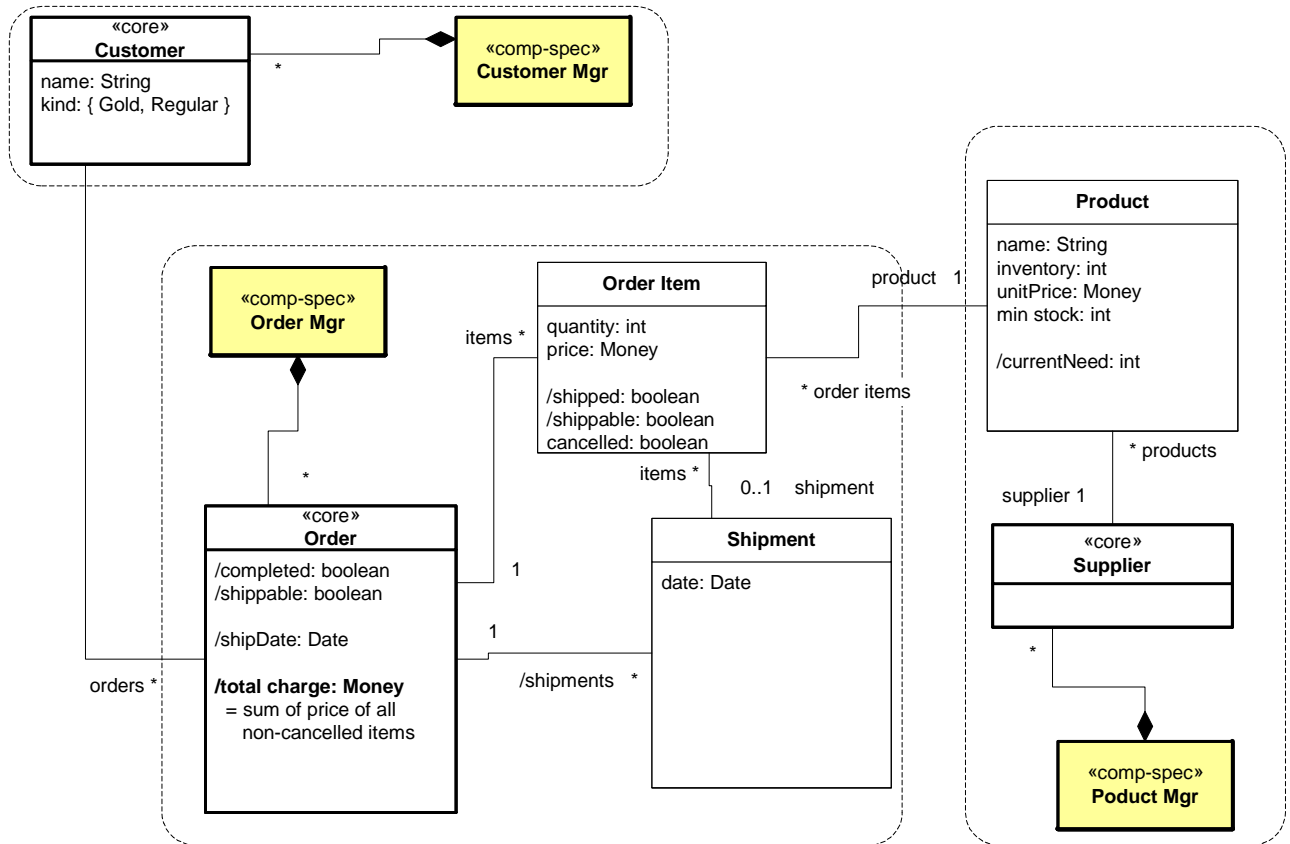 «core»
Customer
name: String
kind: { Gold, Regular }
*
«comp-spec»
Customer Mgr
Product
name: String
inventory: int
unitPrice: Money
min stock: int
/currentNeed: int
«comp-spec»
Order Mgr
Order Item
quantity: int
price: Money
/shipped: boolean
/shippable: boolean
cancelled: boolean
product 1
items *
* order items
*
items *
0..1 shipment
* products
supplier 1
«core»
Order
/completed: boolean
/shippable: boolean
/shipDate: Date
/total charge: Money
= sum of price of all
non-cancelled items
1
1
/shipments *
orders *
Shipment
date: Date
«core»
Supplier
*
«comp-spec»
Poduct Mgr